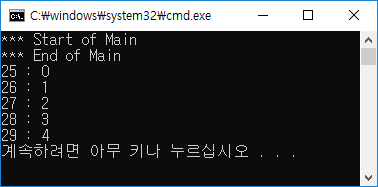 C:₩windows₩system32₩cmd.exe
*** Start of Main
*** End of Main
25 : 0
26 : 1
27 : 2
28 : 3
29 : 4
계속하려면 아무 키나 누르십시오 . . .